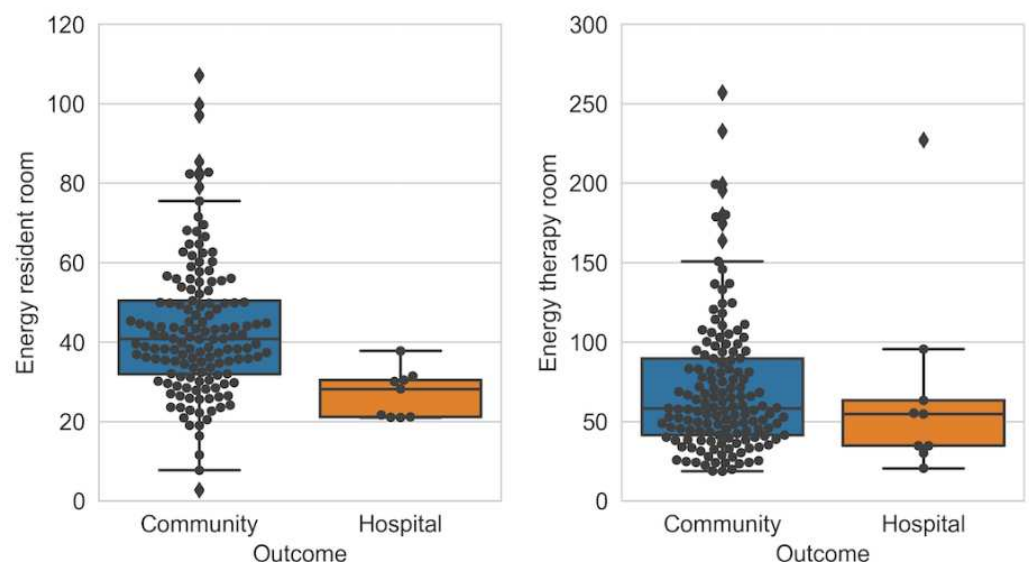 Energy resident room
120
100
80
60
40
20
0
Community
Hospital
Outcome
Energy therapy room
300
250
200
150
100
50
0
Community
Hospital
Outcome